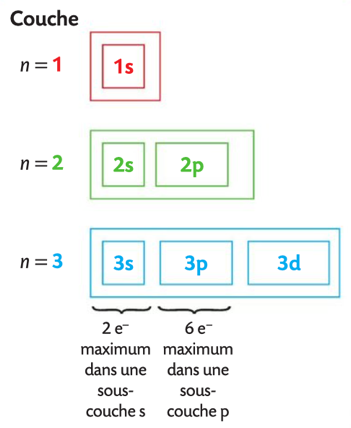 Couche
n = 1 1s
n = 2 2s 2p
n = 3 3s 3p 3d
2 e⁻ maximum dans une sous-couche s
6 e⁻ maximum dans une sous-couche p